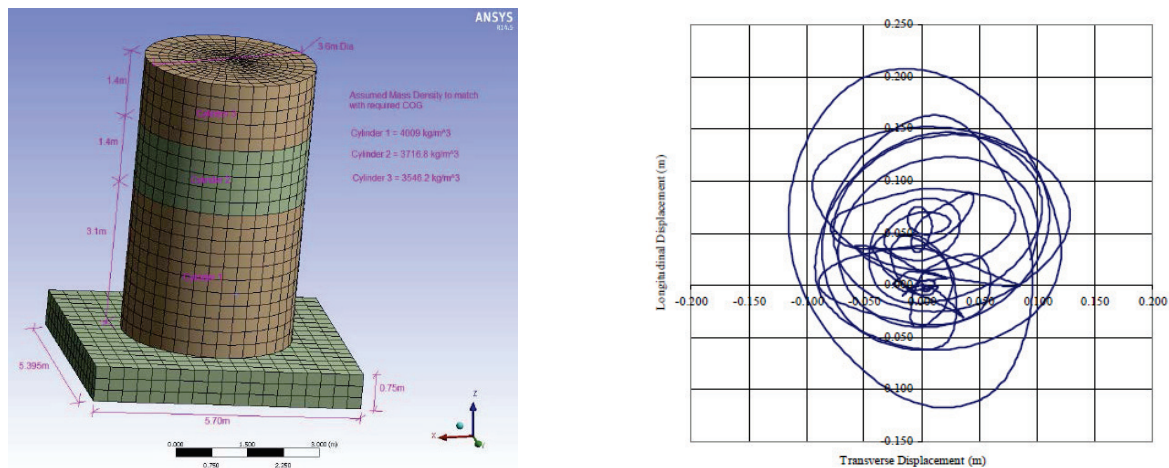 ANSYS
R14.5
3.6m Dia
1.4m
Assumed Mass Density to match
with required COG
Cylinder 1 = 4009 kg/m^3
1.4m
Cylinder 2 = 3716.8 kg/m^3
Cylinder 3 = 3546.2 kg/m^3
3.1m
5.395m
0.75m
5.70m
Z
X
0.000
1.500
3.000 (m)
0.750
2.250
0.250
0.200
0.150
0.100
0.050
0.000
-0.200
-0.150
-0.100
-0.050
0.000
0.050
0.100
0.150
0.200
-0.050
-0.100
-0.150
Longitudinal Displacement (m)
Transverse Displacement (m)